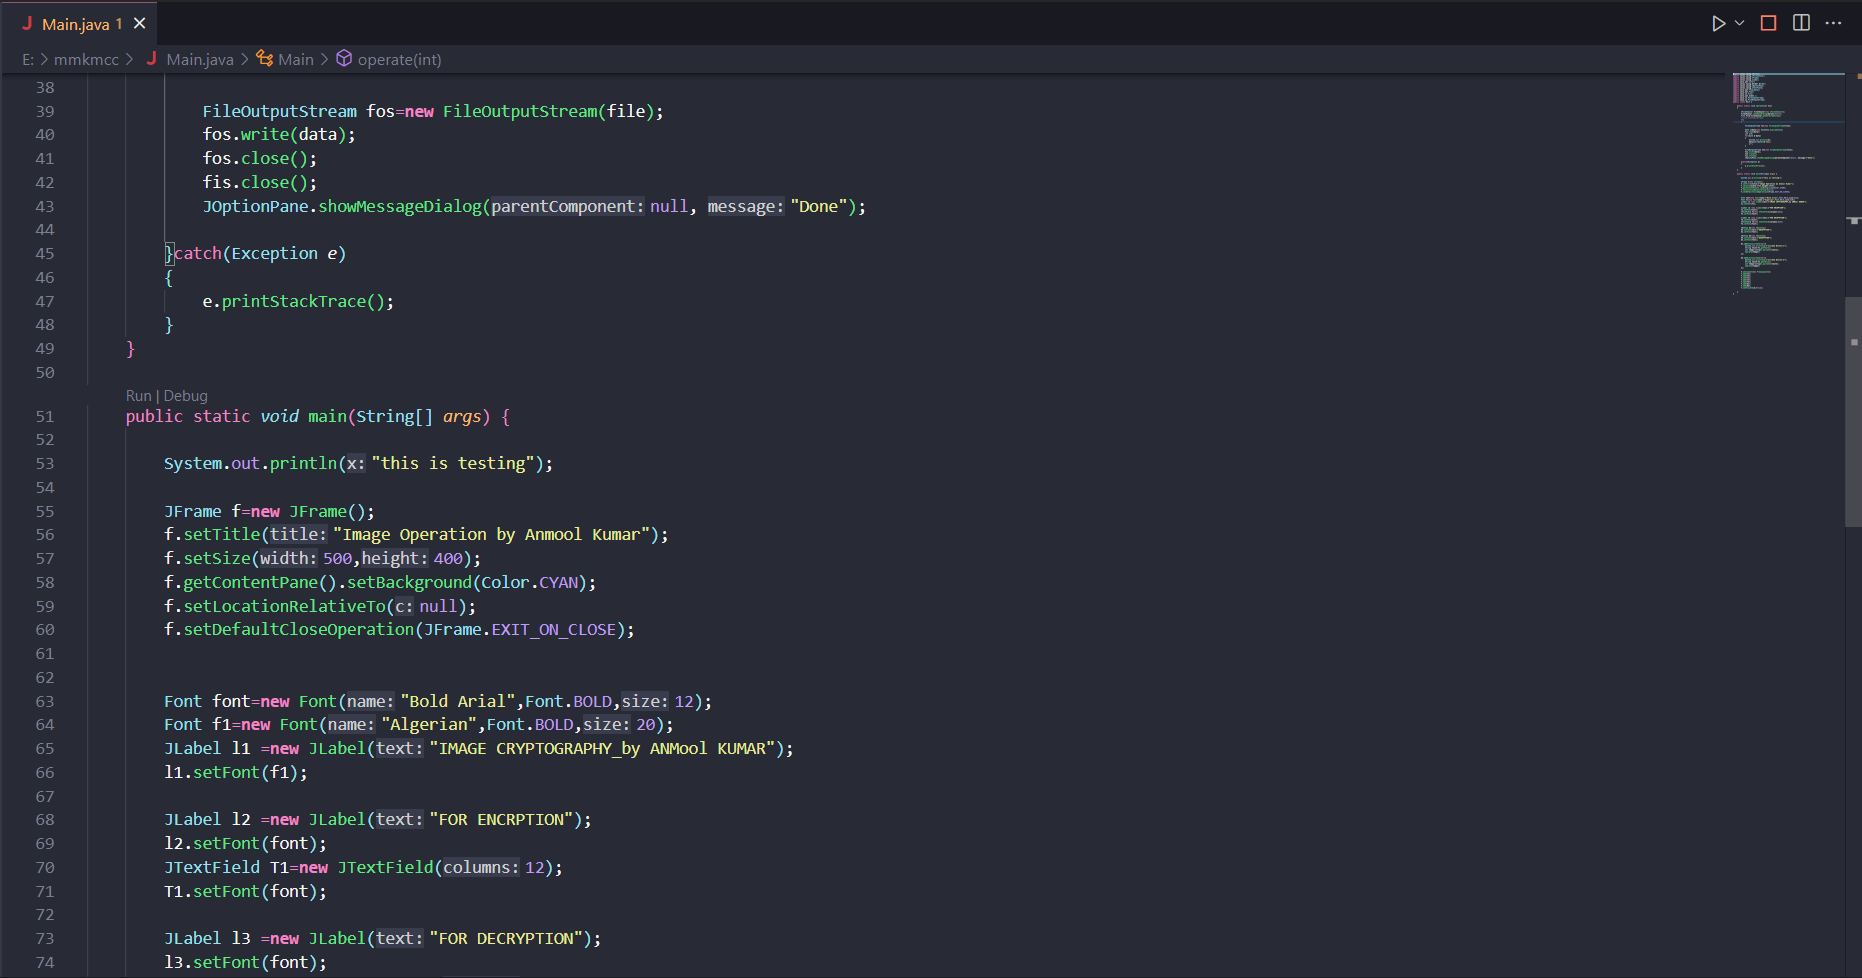 J Main.java 1 ×
E: > mmkmcc > J Main.java > Main > operate(int)
38
39 FileOutputStream fos=new FileOutputStream(file);
40 fos.write(data);
41 fos.close();
42 fis.close();
43 JOptionPane.showMessageDialog(parentComponent: null, message: "Done");
44
45 }catch(Exception e)
46 {
47 e.printStackTrace();
48 }
49 }
50
Run | Debug
51 public static void main(String[] args) {
52
53 System.out.println(x: "this is testing");
54
55 JFrame f=new JFrame();
56 f.setTitle(title: "Image Operation by Anmool Kumar");
57 f.setSize(width: 500,height: 400);
58 f.getContentPane().setBackground(Color.CYAN);
59 f.setLocationRelativeTo(c: null);
60 f.setDefaultCloseOperation(JFrame.EXIT_ON_CLOSE);
61
62
63 Font font=new Font(name: "Bold Arial",Font.BOLD,size: 12);
64 Font f1=new Font(name: "Algerian",Font.BOLD,size: 20);
65 JLabel l1 =new JLabel(text: "IMAGE CRYPTOGRAPHY_by ANMool KUMAR");
66 l1.setFont(f1);
67
68 JLabel l2 =new JLabel(text: "FOR ENCRPTION");
69 l2.setFont(font);
70 JTextField T1=new JTextField(columns: 12);
71 T1.setFont(font);
72
73 JLabel l3 =new JLabel(text: "FOR DECRYPTION");
74 l3.setFont(font);